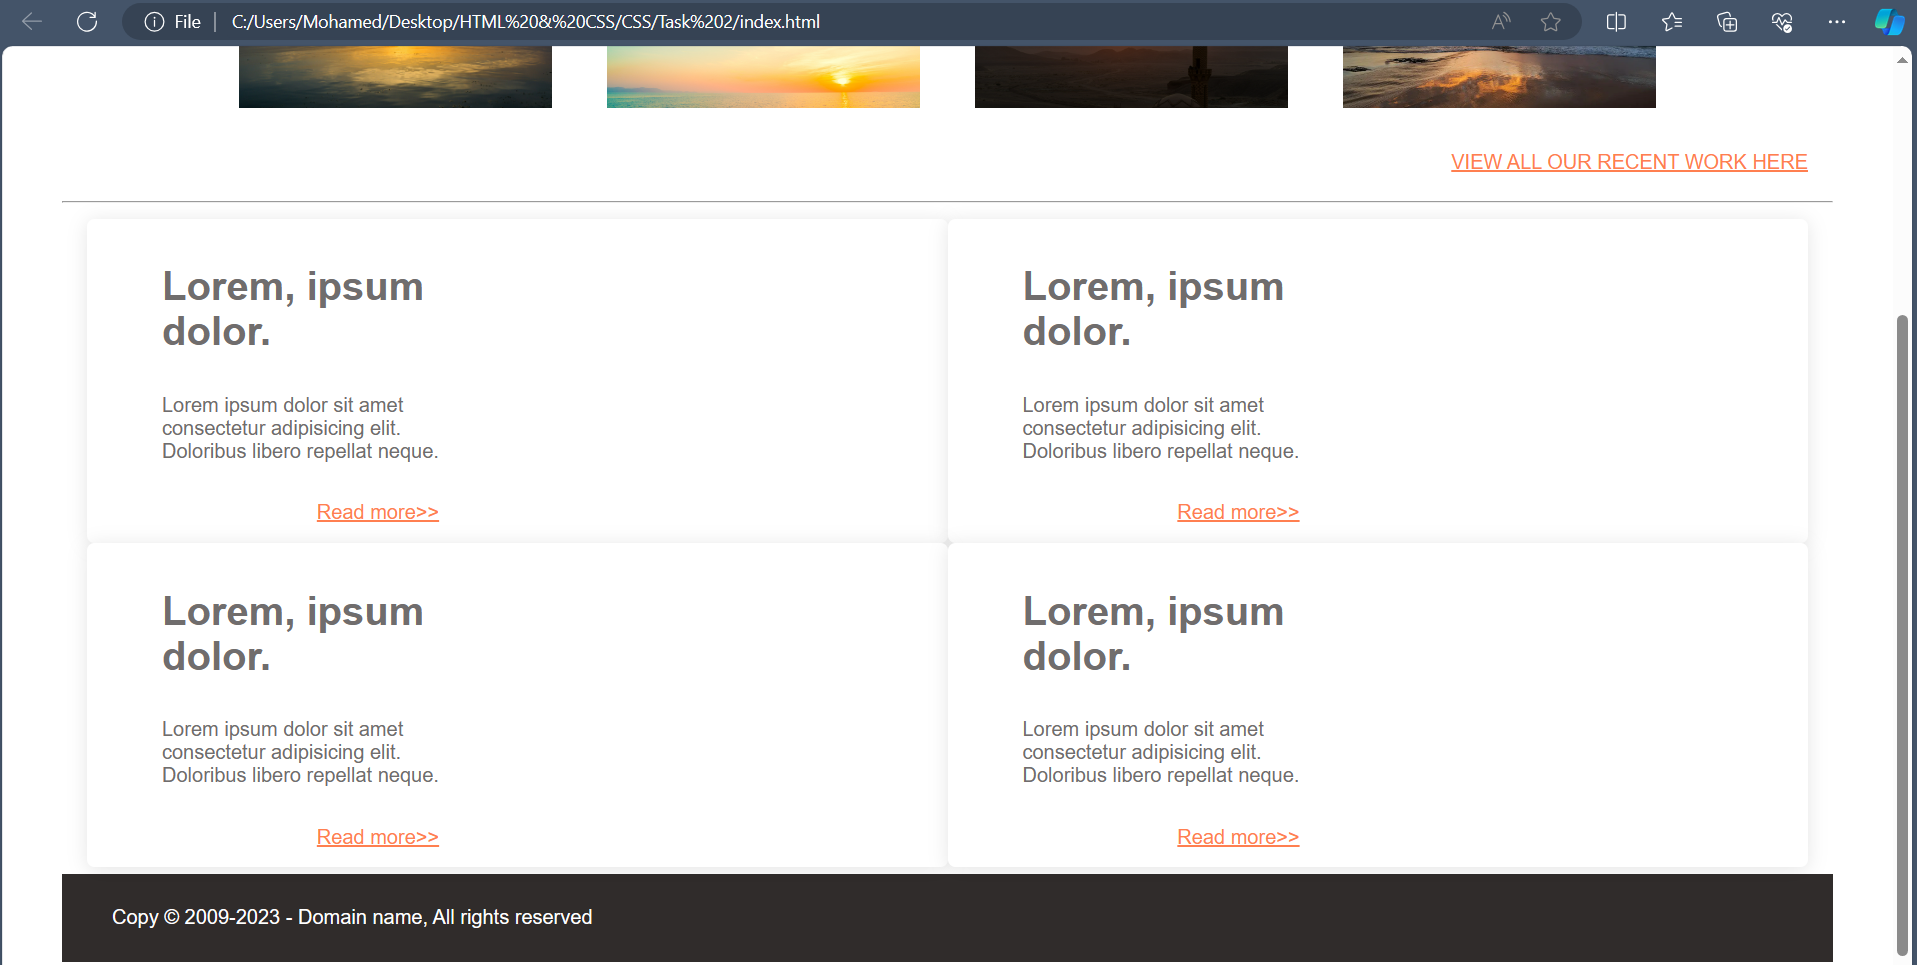 File
C:/Users/Mohamed/Desktop/HTML%20&%20CSS/CSS/Task%202/index.html
VIEW ALL OUR RECENT WORK HERE
Lorem, ipsum
dolor.
Lorem ipsum dolor sit amet
consectetur adipisicing elit.
Doloribus libero repellat neque.
Read more>>
Lorem, ipsum
dolor.
Lorem ipsum dolor sit amet
consectetur adipisicing elit.
Doloribus libero repellat neque.
Read more>>
Lorem, ipsum
dolor.
Lorem ipsum dolor sit amet
consectetur adipisicing elit.
Doloribus libero repellat neque.
Read more>>
Lorem, ipsum
dolor.
Lorem ipsum dolor sit amet
consectetur adipisicing elit.
Doloribus libero repellat neque.
Read more>>
Copy © 2009-2023 - Domain name, All rights reserved